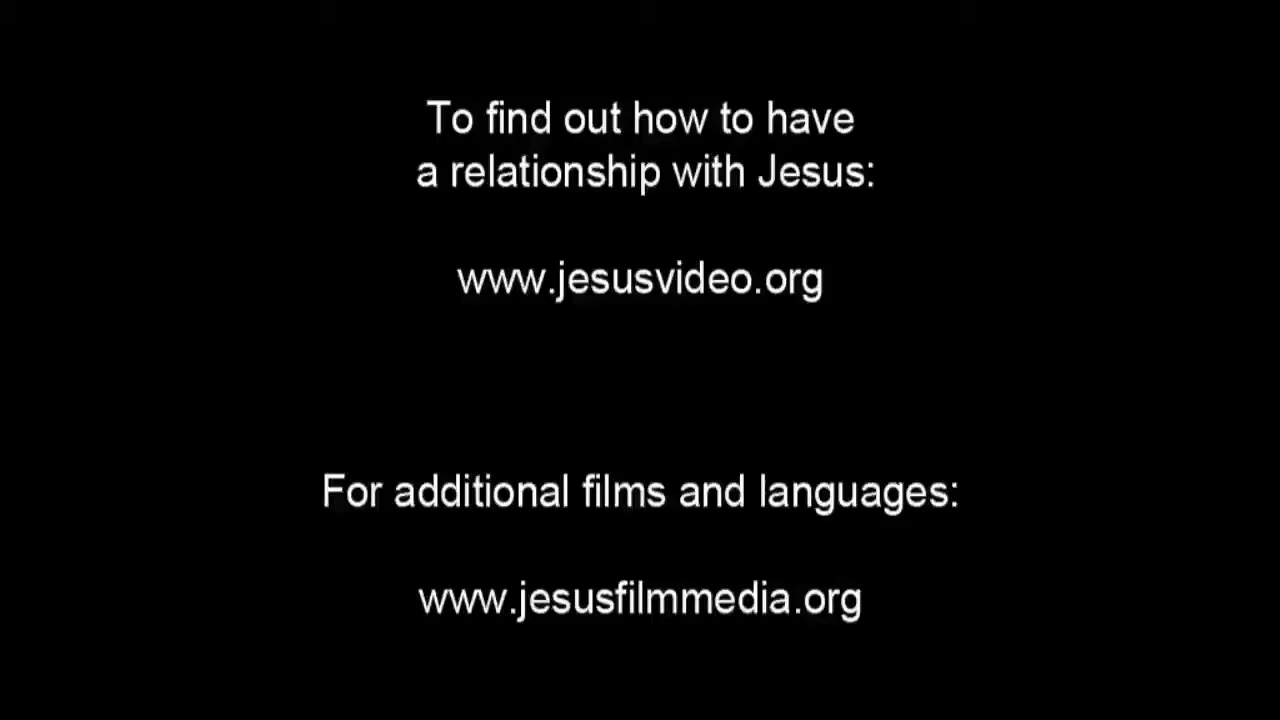 To find out how to have
a relationship with Jesus:
www.jesusvideo.org
For additional films and languages:
www.jesusfilmmedia.org